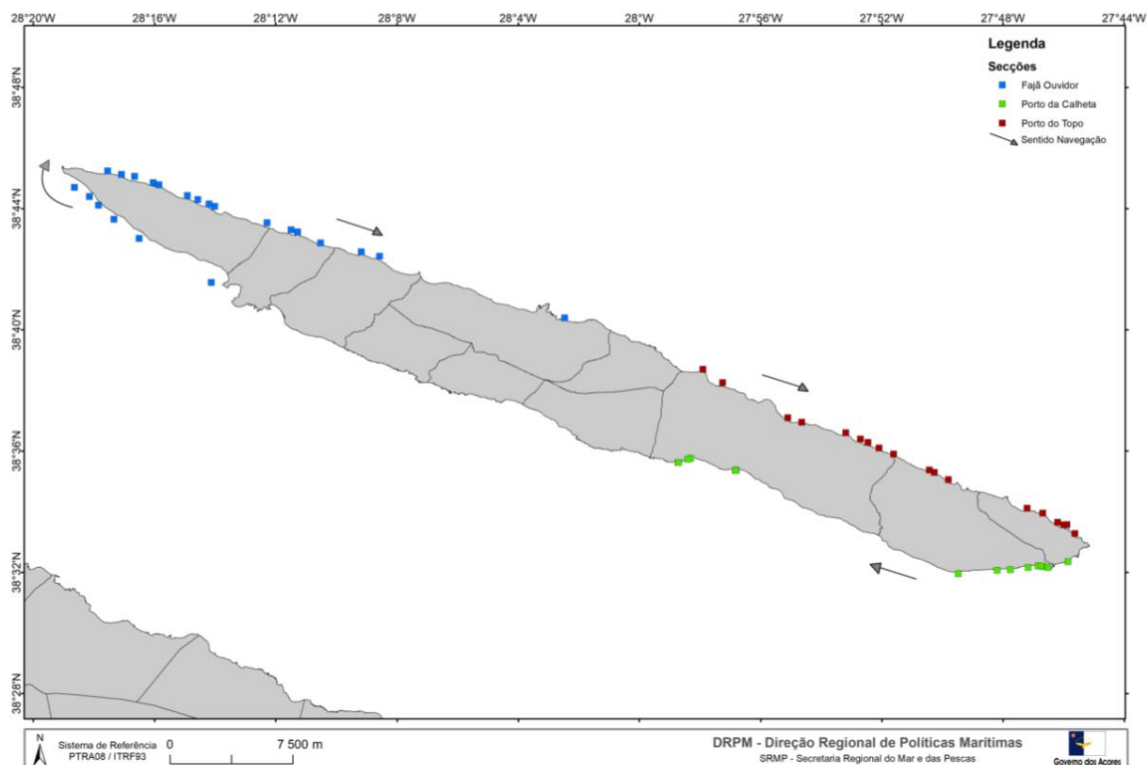 28°20'W 28°16'W 28°12'W 28°8'W 28°4'W 28°W 27°56'W 27°52'W 27°48'W 27°44'W
Legenda
Secções
Fajã Ouvidor
Porto da Calheta
Porto do Topo
Sentido Navegação
38°48'N
38°44'N
38°40'N
38°36'N
38°32'N
38°28'N
N
Sistema de Referência
PTRA08 / ITRF93
0 7 500 m
DRPM - Direção Regional de Políticas Marítimas
SRMP - Secretaria Regional do Mar e das Pescas
Governo dos Açores